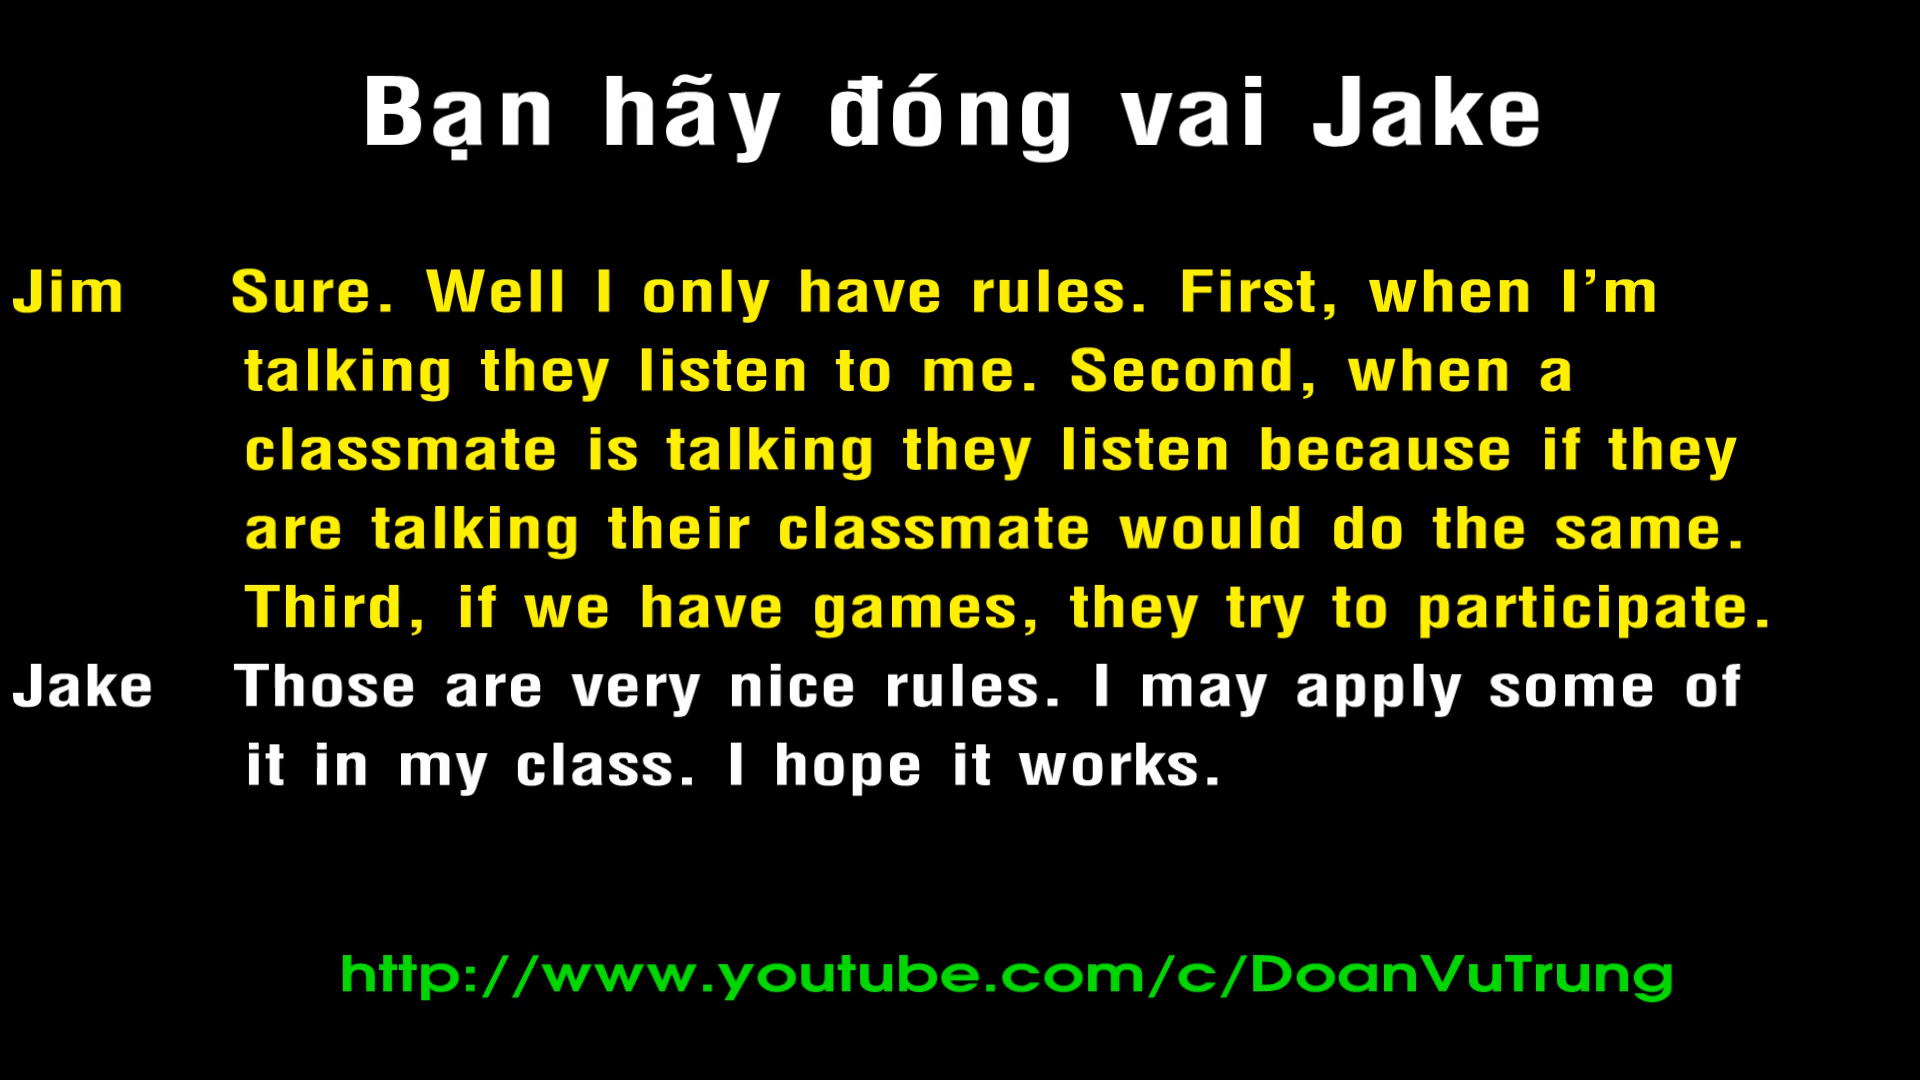 Bạn hãy đóng vai Jake
Jim Sure. Well I only have rules. First, when I’m
talking they listen to me. Second, when a
classmate is talking they listen because if they
are talking their classmate would do the same.
Third, if we have games, they try to participate.
Jake Those are very nice rules. I may apply some of
it in my class. I hope it works.
http://www.youtube.com/c/DoanVuTrung